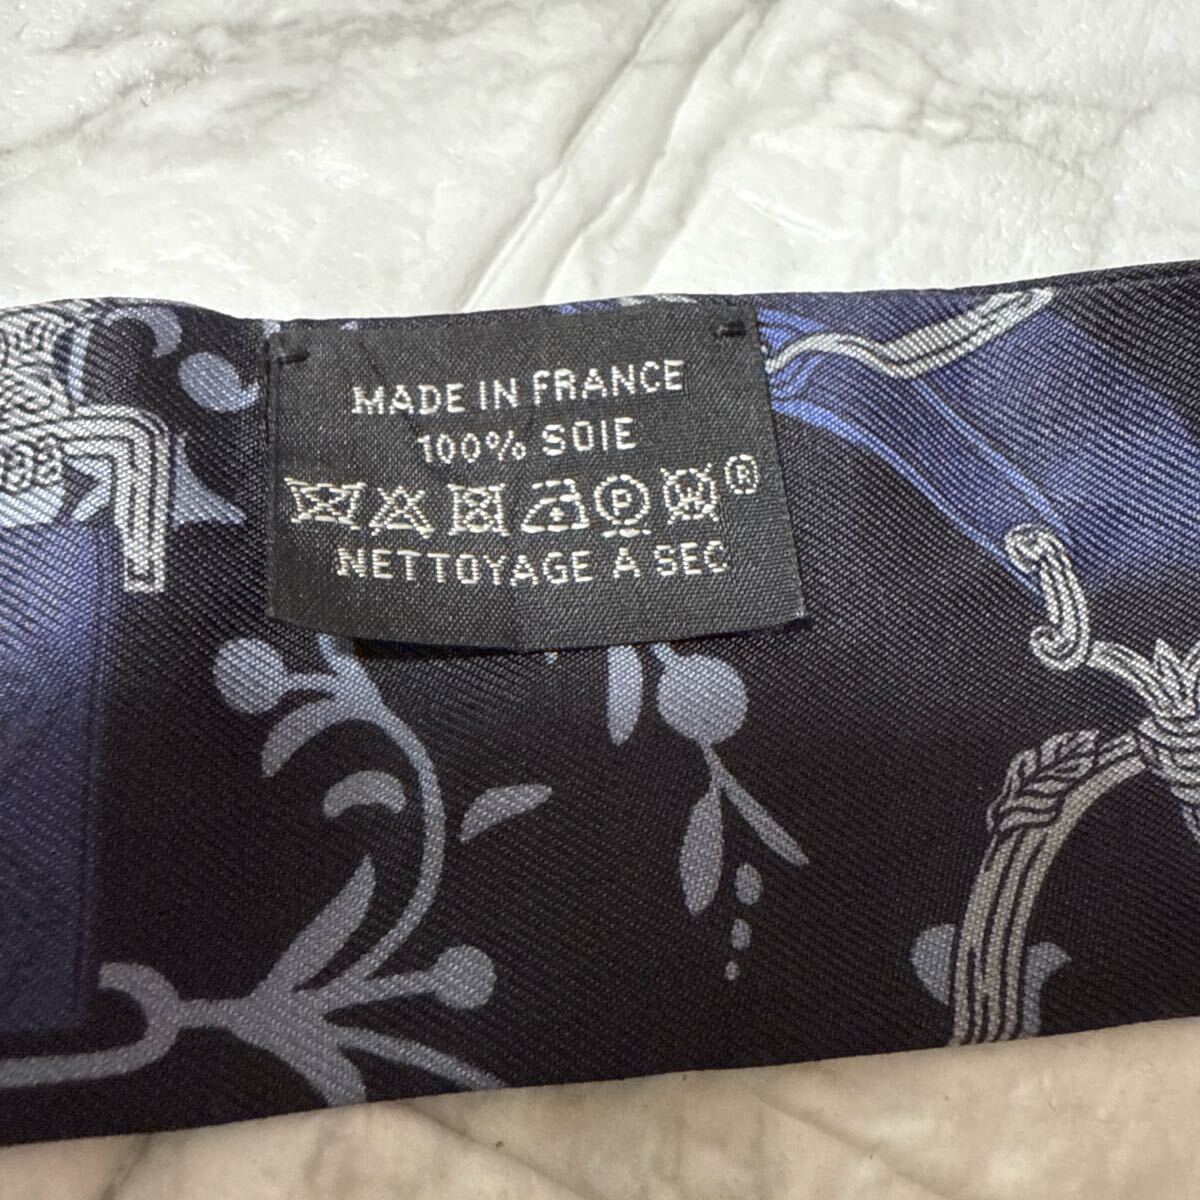 MADE IN FRANCE
100% SOIE
P W ®
NETTOYAGE A SEC